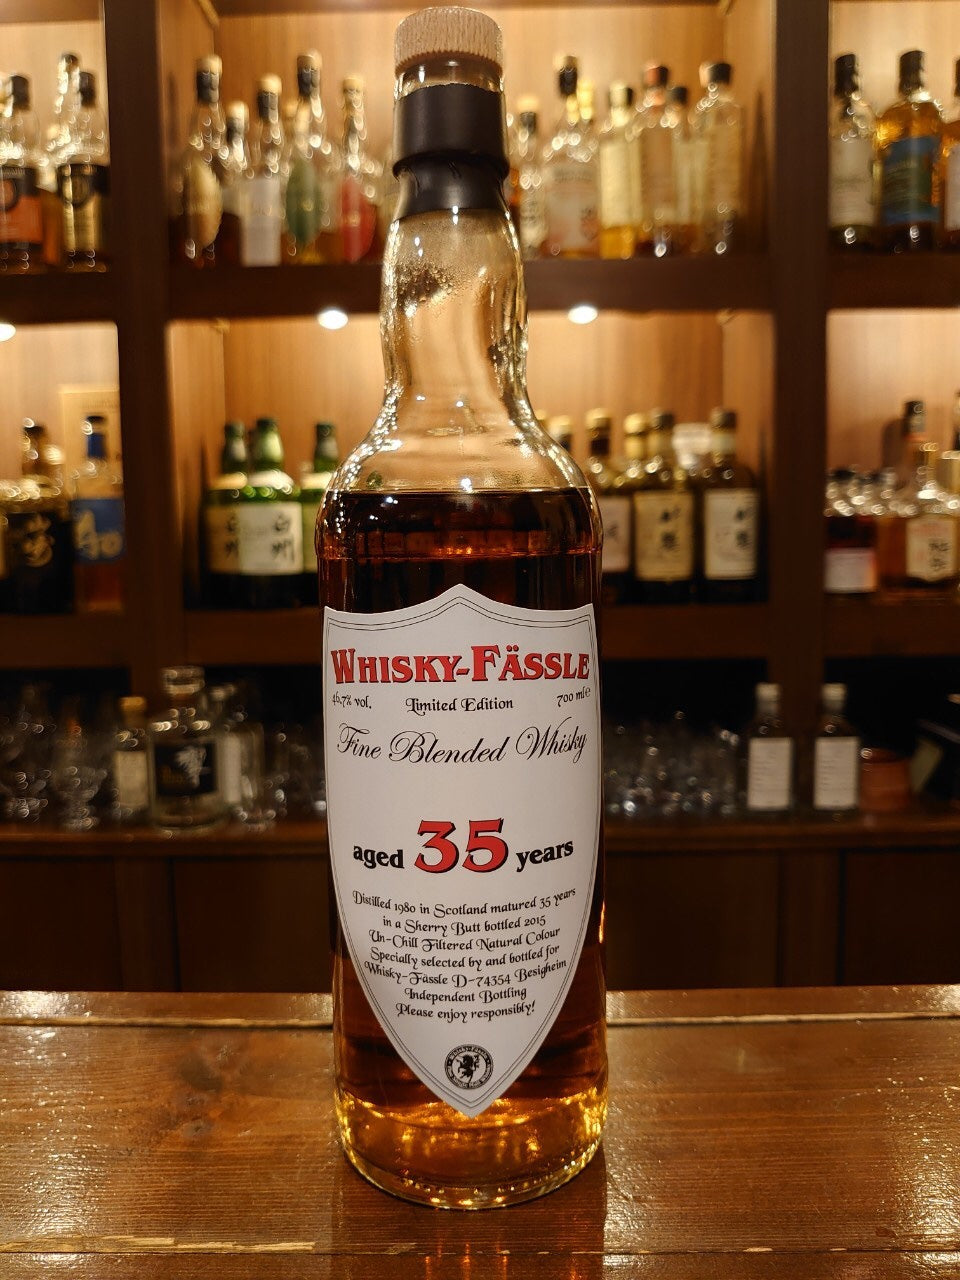 WHISKY-FÄSSLE
46,7% vol. Limited Edition 700 ml e
Fine Blended Whisky
aged 35 years
Distilled 1980 in Scotland matured 35 years
in a Sherry Butt bottled 2015
Un-Chill Filtered Natural Colour
Specially selected by and bottled for
Whisky-Fässle D-74354 Besigheim
Independent Bottling
Please enjoy responsibly!
白州